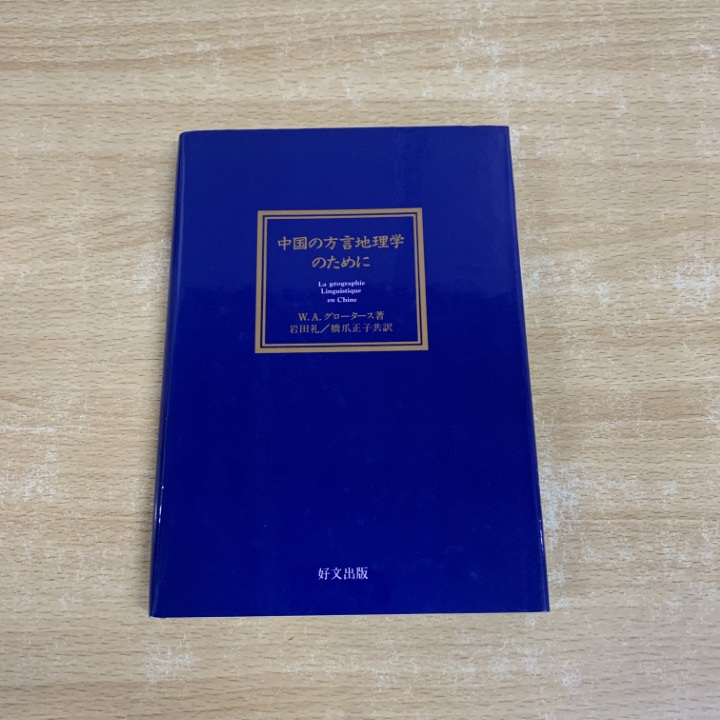 中国の方言地理学
のために
La géographie
Linguistique
en Chine
W.A.グロータース著
岩田礼／橋爪正子共訳
好文出版